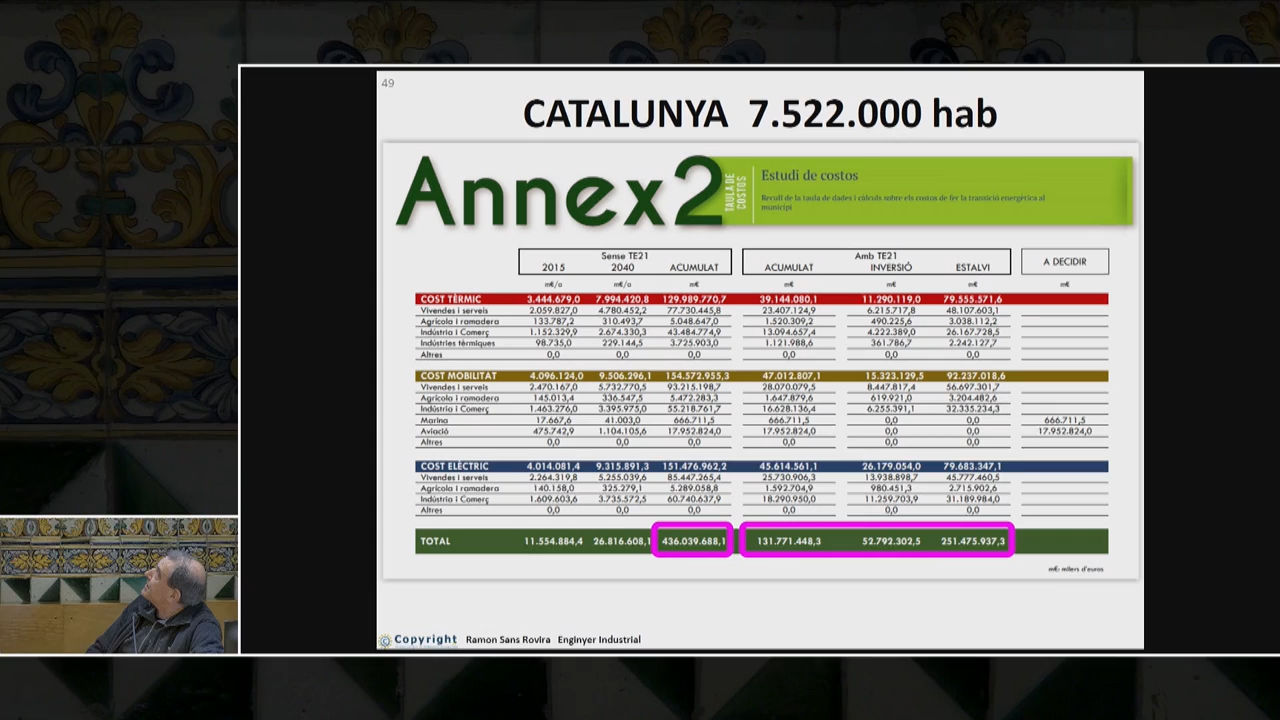 49
CATALUNYA 7.522.000 hab
Annex2
TAULA DE
COSTOS
Estudi de costos
Recull de la taula de dades i càlculs sobre els costos de fer la transició energètica al
municipi
Sense TE21 Amb TE21 A DECIDIR
2015 2040 ACUMULAT ACUMULAT INVERSIÓ ESTALVI
m€/a m€/a m€ m€ m€ m€ m€
COST TÈRMIC 3.444.679,0 7.994.420,8 129.989.770,7 39.144.080,1 11.290.119,0 79.555.571,6
Vivendes i serveis 2.059.827,0 4.780.452,2 77.730.445,8 23.407.124,9 6.215.717,8 48.107.603,1
Agrícola i ramadera 133.787,2 310.493,7 5.048.647,0 1.520.309,2 490.225,6 3.038.112,2
Indústria i Comerç 1.152.329,9 2.674.330,3 43.484.774,9 13.094.657,4 4.222.389,0 26.167.728,5
Indústries tèrmiques 98.735,0 229.144,5 3.725.903,0 1.121.988,6 361.786,7 2.242.127,7
Altres 0,0 0,0 0,0 0,0 0,0 0,0
COST MOBILITAT 4.096.124,0 9.506.296,1 154.572.955,3 47.012.807,1 15.323.129,5 92.237.018,6
Vivendes i serveis 2.470.167,0 5.732.770,5 93.215.198,7 28.070.079,5 8.447.817,4 56.697.301,7
Agrícola i ramadera 145.013,4 336.547,5 5.472.283,3 1.647.879,6 619.921,0 3.204.482,6
Indústria i Comerç 1.463.276,0 3.395.975,0 55.218.761,7 16.628.136,4 6.255.391,1 32.335.234,3
Marina 17.667,6 41.003,0 666.711,5 666.711,5 0,0 0,0 666.711,5
Aviació 475.742,9 1.104.105,6 17.952.824,0 17.952.824,0 0,0 0,0 17.952.824,0
Altres 0,0 0,0 0,0 0,0 0,0 0,0
COST ELÈCTRIC 4.014.081,4 9.315.891,3 151.476.962,2 45.614.561,1 26.179.054,0 79.683.347,1
Vivendes i serveis 2.264.319,8 5.255.039,6 85.447.265,4 25.730.906,3 13.938.898,7 45.777.460,5
Agrícola i ramadera 140.158,0 325.279,1 5.289.058,8 1.592.704,9 980.451,3 2.715.902,6
Indústria i Comerç 1.609.603,6 3.735.572,5 60.740.637,9 18.290.950,0 11.259.703,9 31.189.984,0
Altres 0,0 0,0 0,0 0,0 0,0 0,0
TOTAL 11.554.884,4 26.816.608,1 436.039.688,1 131.771.448,3 52.792.302,5 251.475.937,3
m€: milers d'euros
Copyright Ramon Sans Rovira Enginyer Industrial